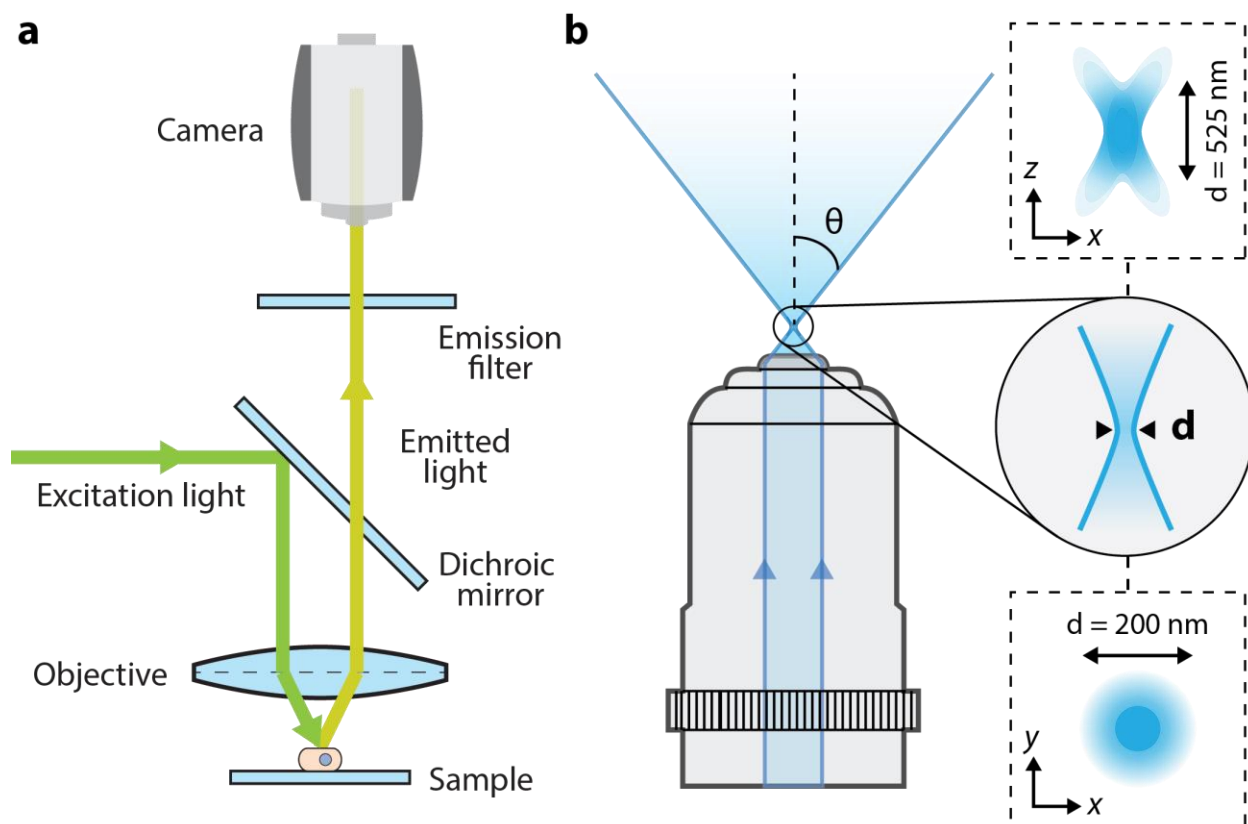 a
Camera
Emission
filter
Emitted
light
Excitation light
Dichroic
mirror
Objective
Sample
b
θ
d = 525 nm
z
x
d
d = 200 nm
y
x